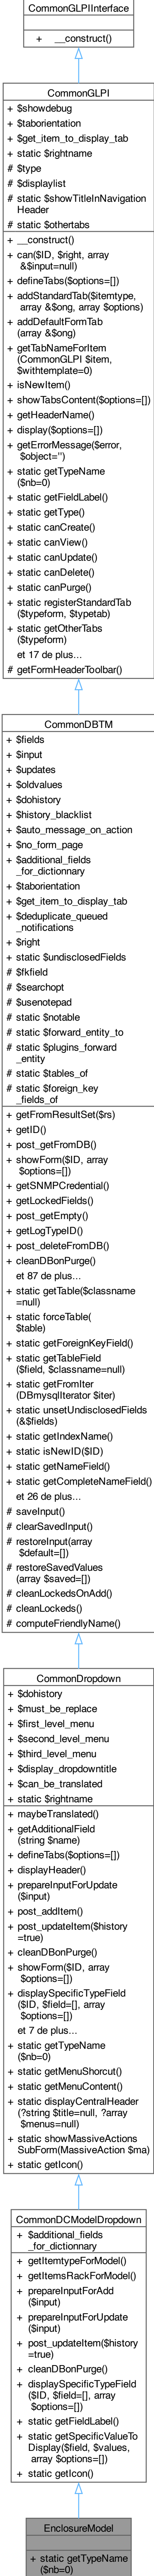 CommonGLPIInterface
+ __construct()
CommonGLPI
+ $showdebug
+ $taborientation
+ $get_item_to_display_tab
+ static $rightname
# $type
# $displaylist
# static $showTitleInNavigation
Header
# static $othertabs
+ __construct()
+ can($ID, $right, array
&$input=null)
+ defineTabs($options=[])
+ addStandardTab($itemtype,
array &$ong, array $options)
+ addDefaultFormTab
(array &$ong)
+ getTabNameForItem
(CommonGLPI $item,
$withtemplate=0)
+ isNewItem()
+ showTabsContent($options=[])
+ getHeaderName()
+ display($options=[])
+ getErrorMessage($error,
$object='')
+ static getTypeName
($nb=0)
+ static getFieldLabel()
+ static getType()
+ static canCreate()
+ static canView()
+ static canUpdate()
+ static canDelete()
+ static canPurge()
+ static registerStandardTab
($typeform, $typetab)
+ static getOtherTabs
($typeform)
et 17 de plus...
# getFormHeaderToolbar()
CommonDBTM
+ $fields
+ $input
+ $updates
+ $oldvalues
+ $dohistory
+ $history_blacklist
+ $auto_message_on_action
+ $no_form_page
+ $additional_fields
_for_dictionnary
+ $taborientation
+ $get_item_to_display_tab
+ $deduplicate_queued
_notifications
+ $right
+ static $undisclosedFields
# $fkfield
# $searchopt
# $usenotepad
# static $notable
# static $forward_entity_to
# static $plugins_forward
_entity
# static $tables_of
# static $foreign_key
_fields_of
+ getFromResultSet($rs)
+ getID()
+ post_getFromDB()
+ showForm($ID, array
$options=[])
+ getSNMPCredential()
+ getLockedFields()
+ post_getEmpty()
+ getLogTypeID()
+ post_deleteFromDB()
+ cleanDBonPurge()
et 87 de plus...
+ static getTable($classname
=null)
+ static forceTable(
$table)
+ static getForeignKeyField()
+ static getTableField
($field, $classname=null)
+ static getFromIter
(DBmysqlIterator $iter)
+ static unsetUndisclosedFields
(&$fields)
+ static getIndexName()
+ static isNewID($ID)
+ static getNameField()
+ static getCompleteNameField()
et 26 de plus...
# saveInput()
# clearSavedInput()
# restoreInput(array
$default=[])
# restoreSavedValues
(array $saved=[])
# cleanLockedsOnAdd()
# cleanLockeds()
# computeFriendlyName()
CommonDropdown
+ $dohistory
+ $must_be_replace
+ $first_level_menu
+ $second_level_menu
+ $third_level_menu
+ $display_dropdowntitle
+ $can_be_translated
+ static $rightname
+ maybeTranslated()
+ getAdditionalField
(string $name)
+ defineTabs($options=[])
+ displayHeader()
+ prepareInputForUpdate
($input)
+ post_addItem()
+ post_updateItem($history
=true)
+ cleanDBonPurge()
+ showForm($ID, array
$options=[])
+ displaySpecificTypeField
($ID, $field=[], array
$options=[])
et 7 de plus...
+ static getTypeName
($nb=0)
+ static getMenuShorcut()
+ static getMenuContent()
+ static displayCentralHeader
(?string $title=null, ?array
$menus=null)
+ static showMassiveActions
SubForm(MassiveAction $ma)
+ static getIcon()
CommonDCModelDropdown
+ $additional_fields
_for_dictionnary
+ getItemtypeForModel()
+ getItemsRackForModel()
+ prepareInputForAdd
($input)
+ prepareInputForUpdate
($input)
+ post_updateItem($history
=true)
+ cleanDBonPurge()
+ displaySpecificTypeField
($ID, $field=[], array
$options=[])
+ static getFieldLabel()
+ static getSpecificValueTo
Display($field, $values,
array $options=[])
+ static getIcon()
EnclosureModel
+ static getTypeName
($nb=0)